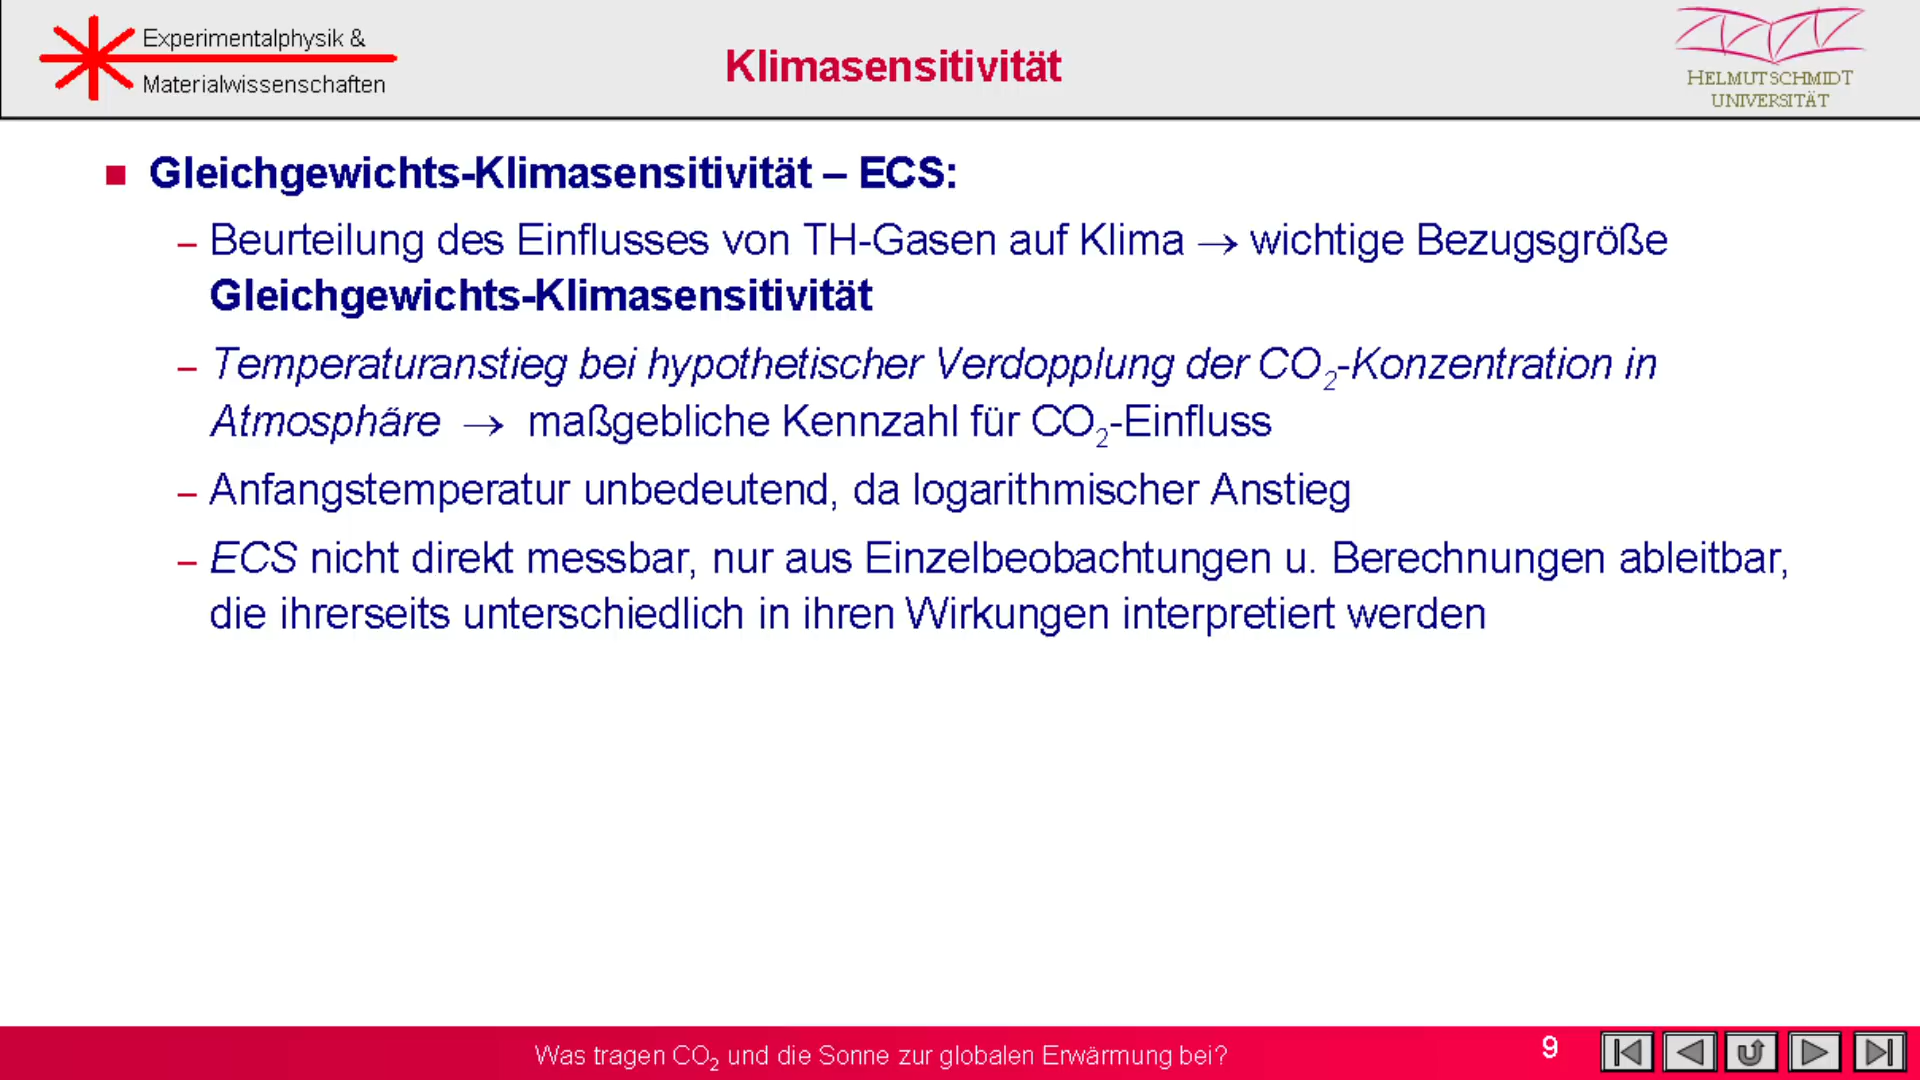 Experimentalphysik &
Materialwissenschaften
Klimasensitivität
HELMUT SCHMIDT
UNIVERSITÄT
Gleichgewichts-Klimasensitivität – ECS:
– Beurteilung des Einflusses von TH-Gasen auf Klima → wichtige Bezugsgröße
Gleichgewichts-Klimasensitivität
– Temperaturanstieg bei hypothetischer Verdopplung der CO₂-Konzentration in
Atmosphäre → maßgebliche Kennzahl für CO₂-Einfluss
– Anfangstemperatur unbedeutend, da logarithmischer Anstieg
– ECS nicht direkt messbar, nur aus Einzelbeobachtungen u. Berechnungen ableitbar,
die ihrerseits unterschiedlich in ihren Wirkungen interpretiert werden
Was tragen CO₂ und die Sonne zur globalen Erwärmung bei?
9